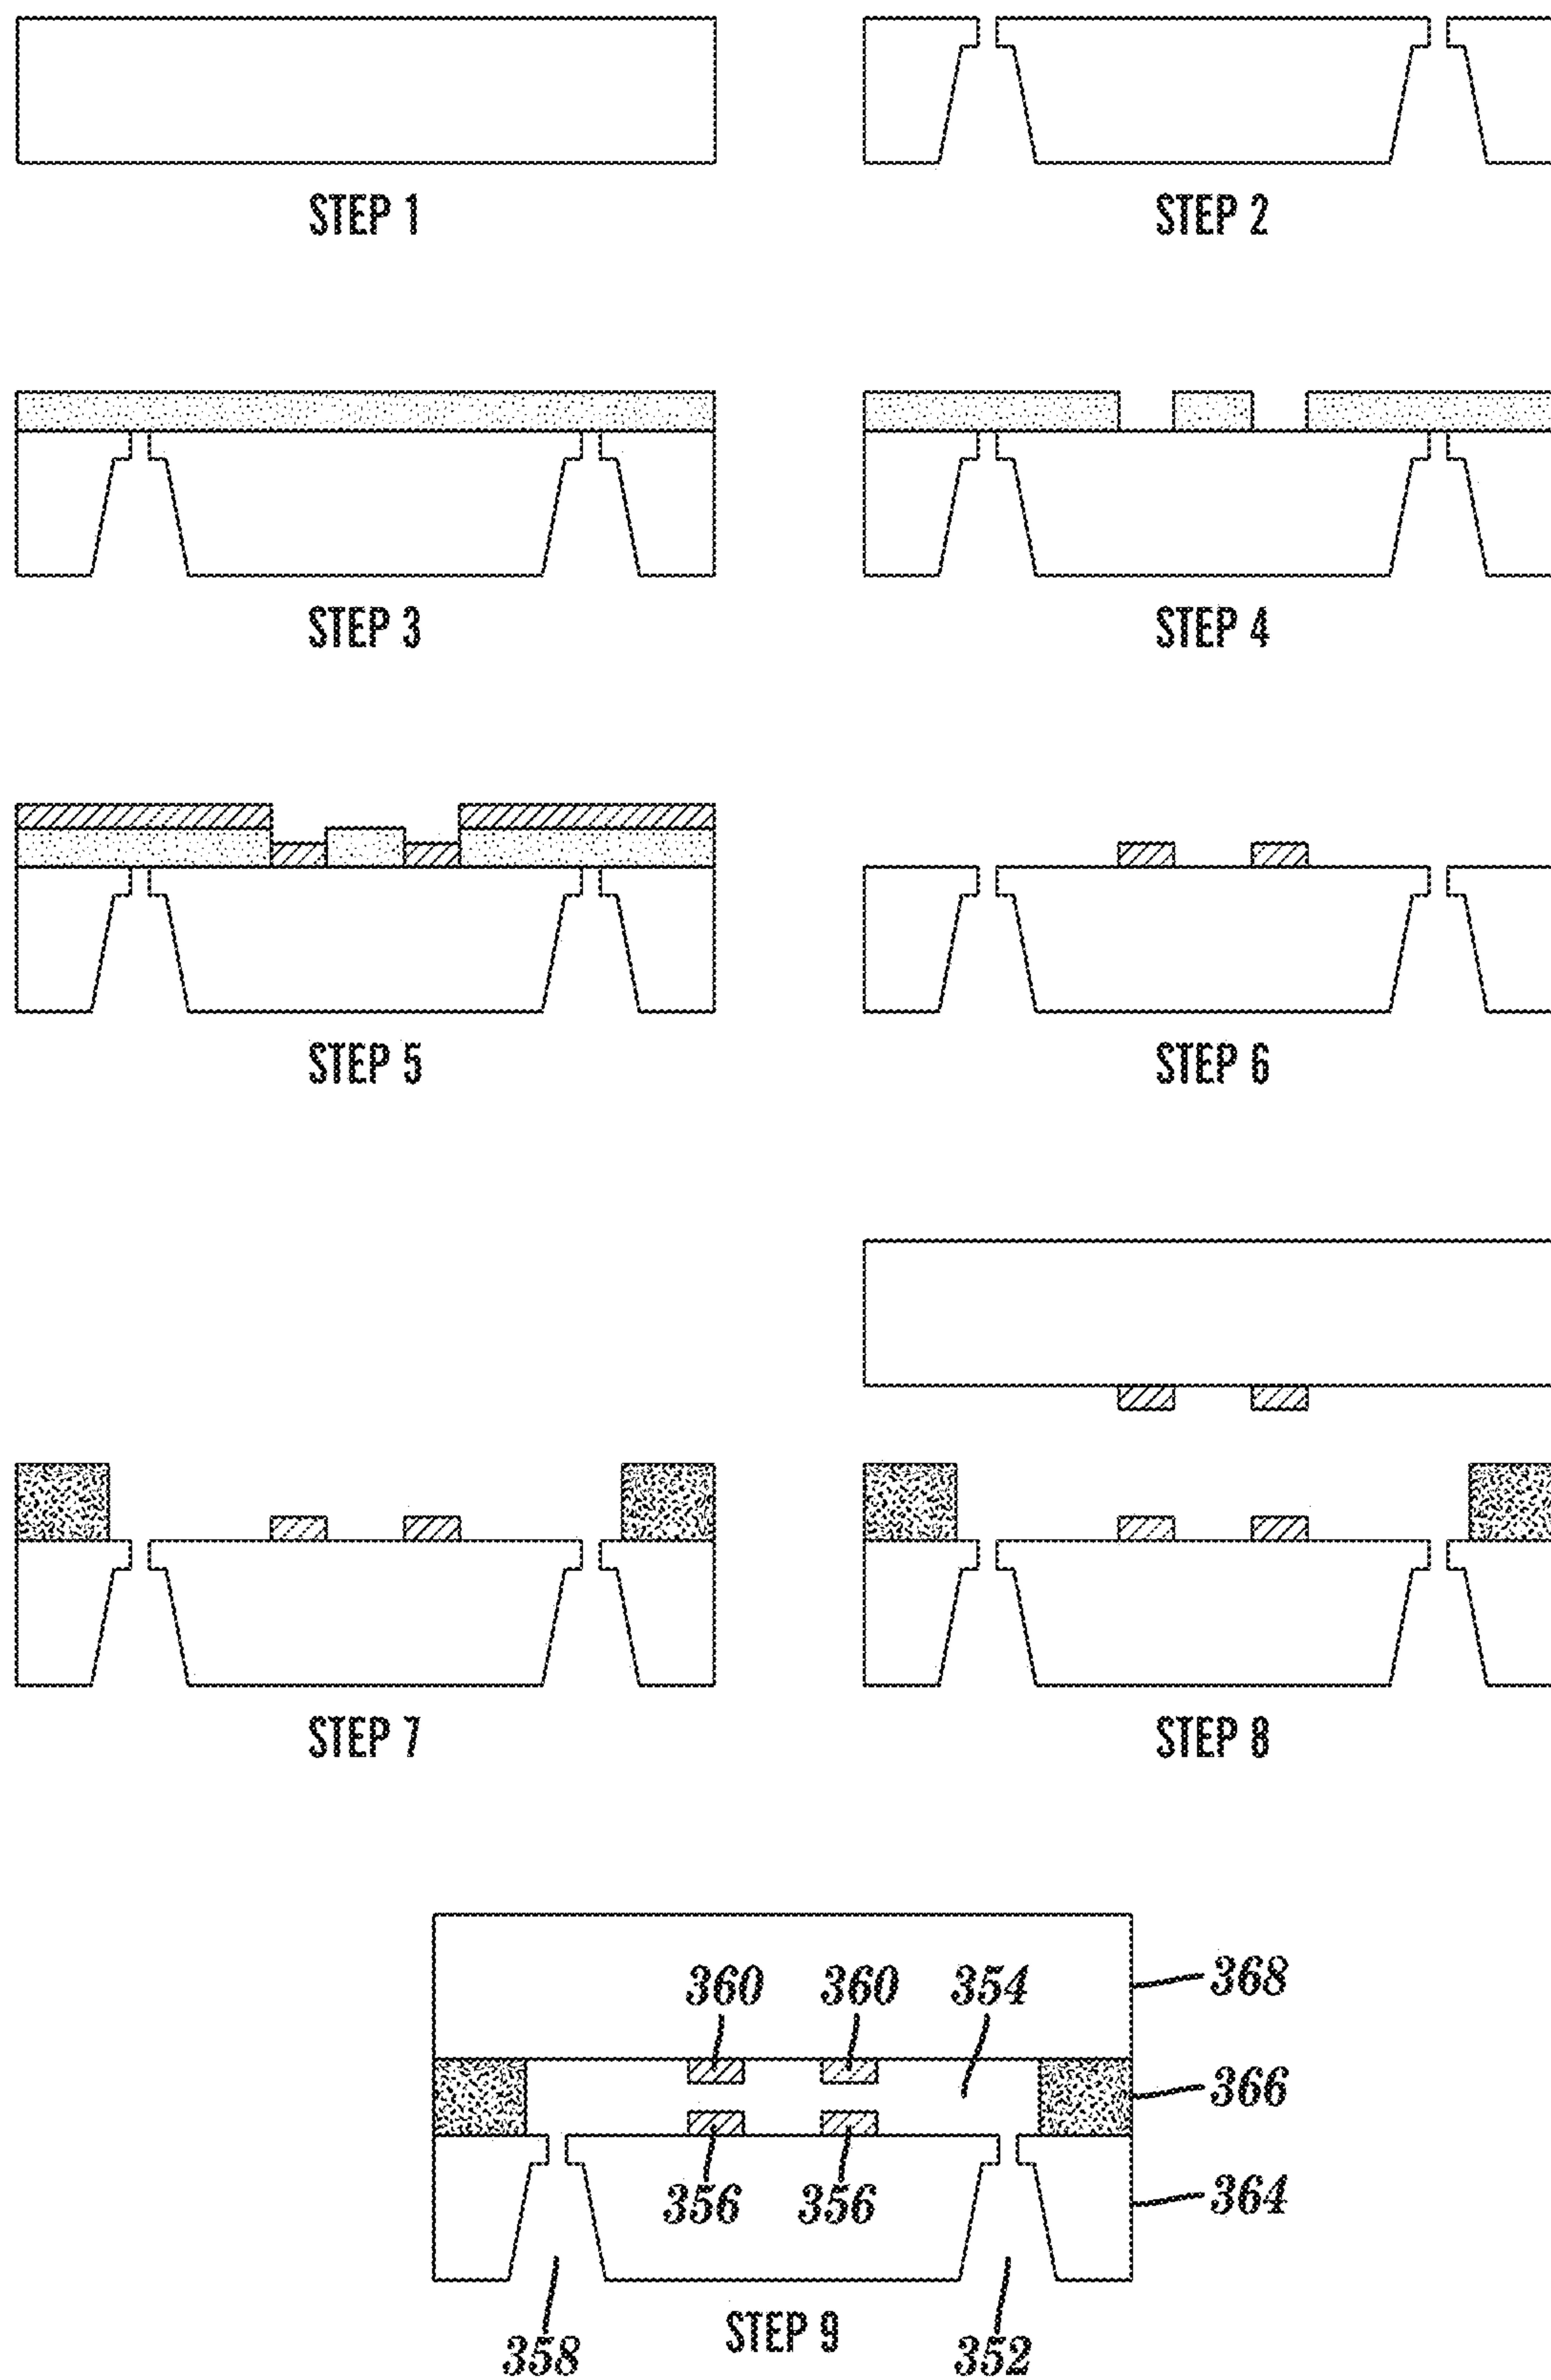 STEP 1
STEP 2
STEP 3
STEP 4
STEP 5
STEP 6
STEP 7
STEP 8
360 360 354 368
366
356 356 364
STEP 9
358 352